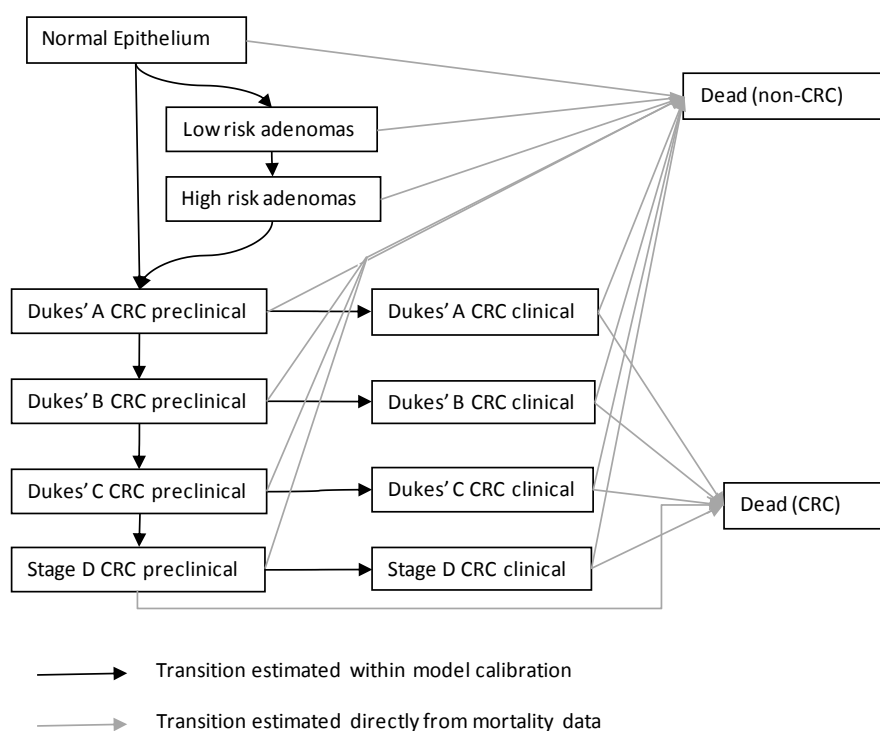 Normal Epithelium
Dead (non-CRC)
Low risk adenomas
High risk adenomas
Dukes' A CRC preclinical
Dukes' A CRC clinical
Dukes' B CRC preclinical
Dukes' B CRC clinical
Dukes' C CRC preclinical
Dukes' C CRC clinical
Dead (CRC)
Stage D CRC preclinical
Stage D CRC clinical
Transition estimated within model calibration
Transition estimated directly from mortality data